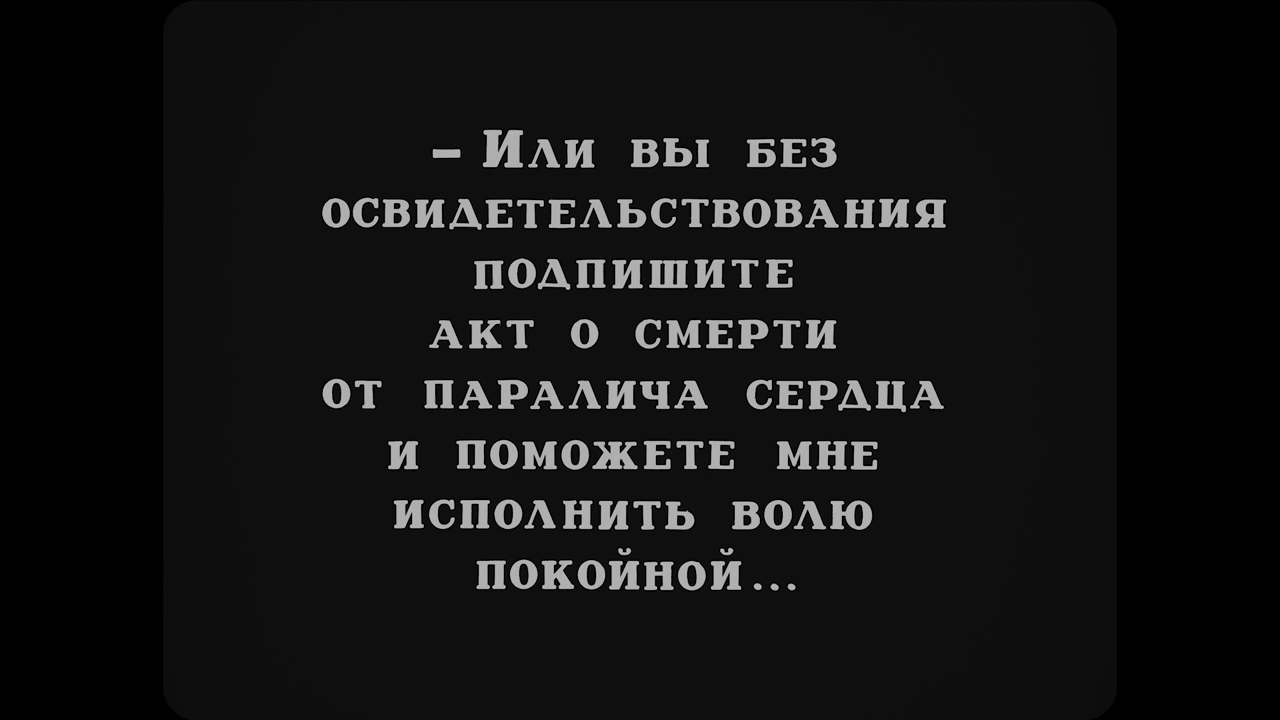 – Или вы без
освидетельствования
подпишите
акт о смерти
от паралича сердца
и поможете мне
исполнить волю
покойной...